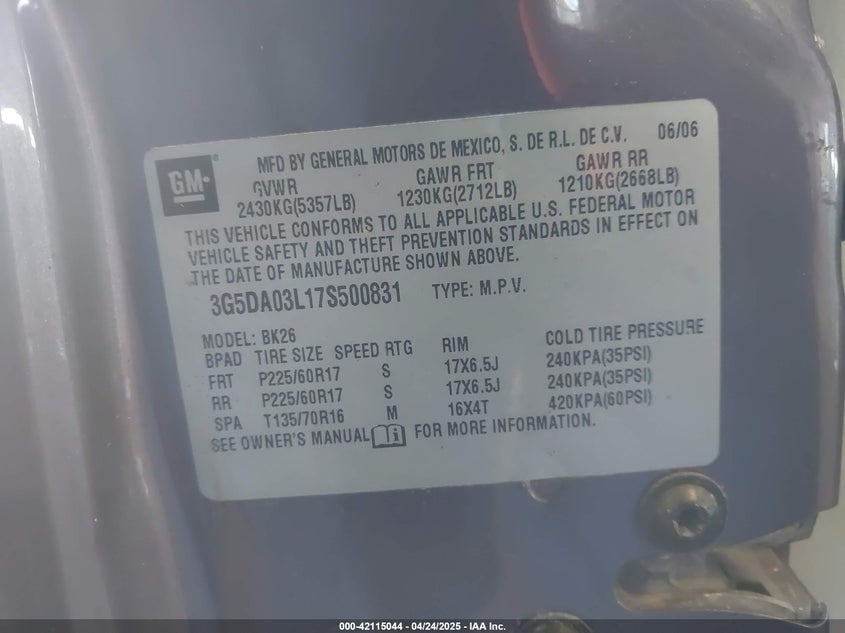 GM ® MFD BY GENERAL MOTORS DE MEXICO, S. DE R.L. DE C.V. 06/06
GVWR GAWR FRT GAWR RR
2430KG(5357LB) 1230KG(2712LB) 1210KG(2668LB)
THIS VEHICLE CONFORMS TO ALL APPLICABLE U.S. FEDERAL MOTOR
VEHICLE SAFETY AND THEFT PREVENTION STANDARDS IN EFFECT ON
THE DATE OF MANUFACTURE SHOWN ABOVE.
3G5DA03L17S500831 TYPE: M.P.V.
MODEL: BK26
BPAD TIRE SIZE SPEED RTG RIM COLD TIRE PRESSURE
FRT P225/60R17 S 17X6.5J 240KPA(35PSI)
RR P225/60R17 S 17X6.5J 240KPA(35PSI)
SPA T135/70R16 M 16X4T 420KPA(60PSI)
SEE OWNER'S MANUAL i FOR MORE INFORMATION.
000-42115044 - 04/24/2025 - IAA Inc.